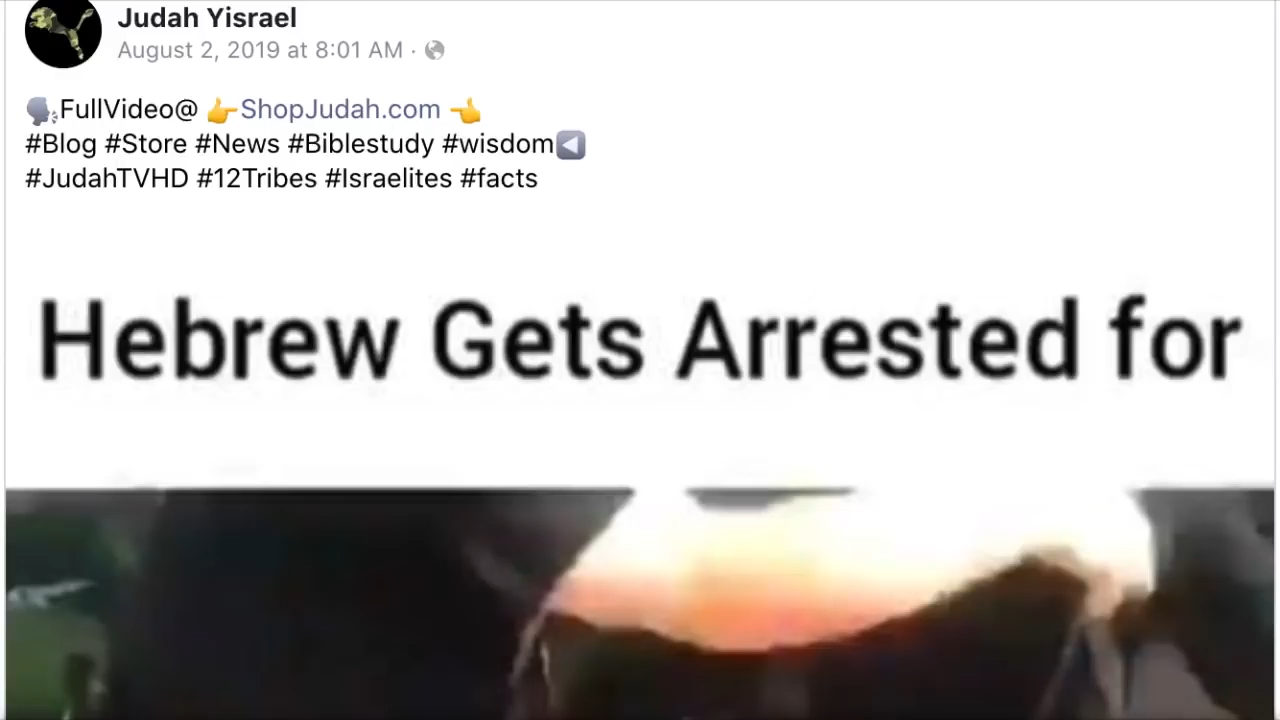 Judah Yisrael
August 2, 2019 at 8:01 AM ·
🗣FullVideo@ 👉ShopJudah.com 👈
#Blog #Store #News #Biblestudy #wisdom◀
#JudahTVHD #12Tribes #Israelites #facts
Hebrew Gets Arrested for